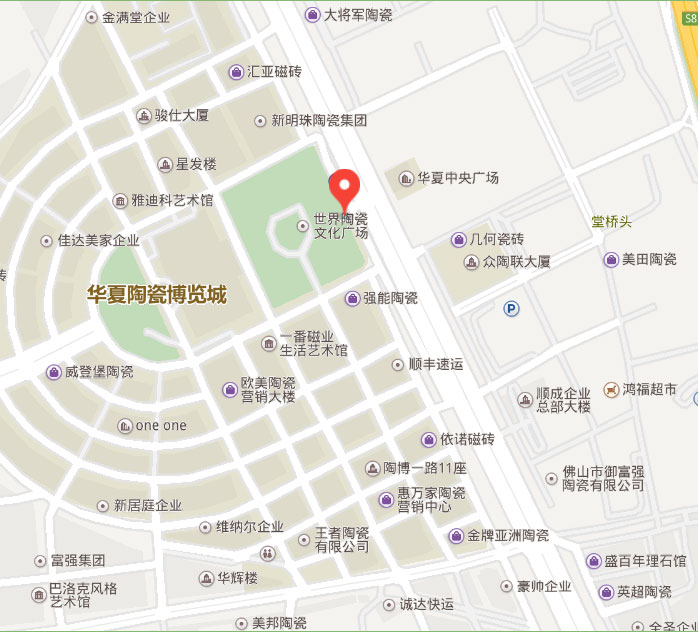 金满堂企业
大将军陶瓷
S8
汇亚磁砖
骏仕大厦
新明珠陶瓷集团
星发楼
华夏中央广场
雅迪科艺术馆
世界陶瓷
文化广场
堂桥头
佳达美家企业
几何瓷砖
众陶联大厦
美田陶瓷
砖
华夏陶瓷博览城
强能陶瓷
P
一番磁业
生活艺术馆
顺丰速运
威登堡陶瓷
欧美陶瓷
营销大楼
顺成企业
总部大楼
鸿福超市
one one
依诺磁砖
陶博一路11座
佛山市御富强
陶瓷有限公司
惠万家陶瓷
营销中心
新居庭企业
维纳尔企业
王者陶瓷
有限公司
金牌亚洲陶瓷
富强集团
盛百年理石馆
华辉楼
豪帅企业
巴洛克风格
艺术馆
英超陶瓷
诚达快运
美邦陶瓷
全圣企业